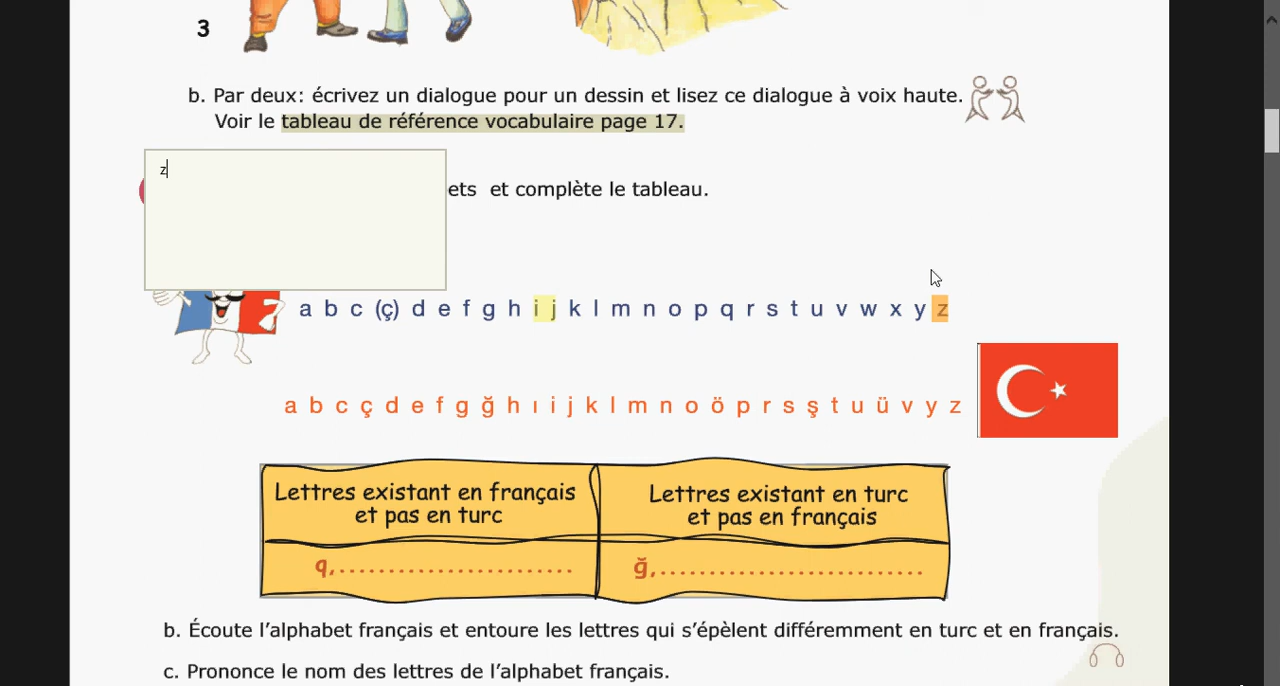 3
b. Par deux: écrivez un dialogue pour un dessin et lisez ce dialogue à voix haute.
Voir le tableau de référence vocabulaire page 17.
z
ets et complète le tableau.
a b c (ç) d e f g h i j k l m n o p q r s t u v w x y z
a b c ç d e f g ğ h ı i j k l m n o ö p r s ş t u ü v y z
Lettres existant en français
et pas en turc
Lettres existant en turc
et pas en français
q,........................
ğ,............................
b. Écoute l'alphabet français et entoure les lettres qui s'épèlent différemment en turc et en français.
c. Prononce le nom des lettres de l'alphabet français.